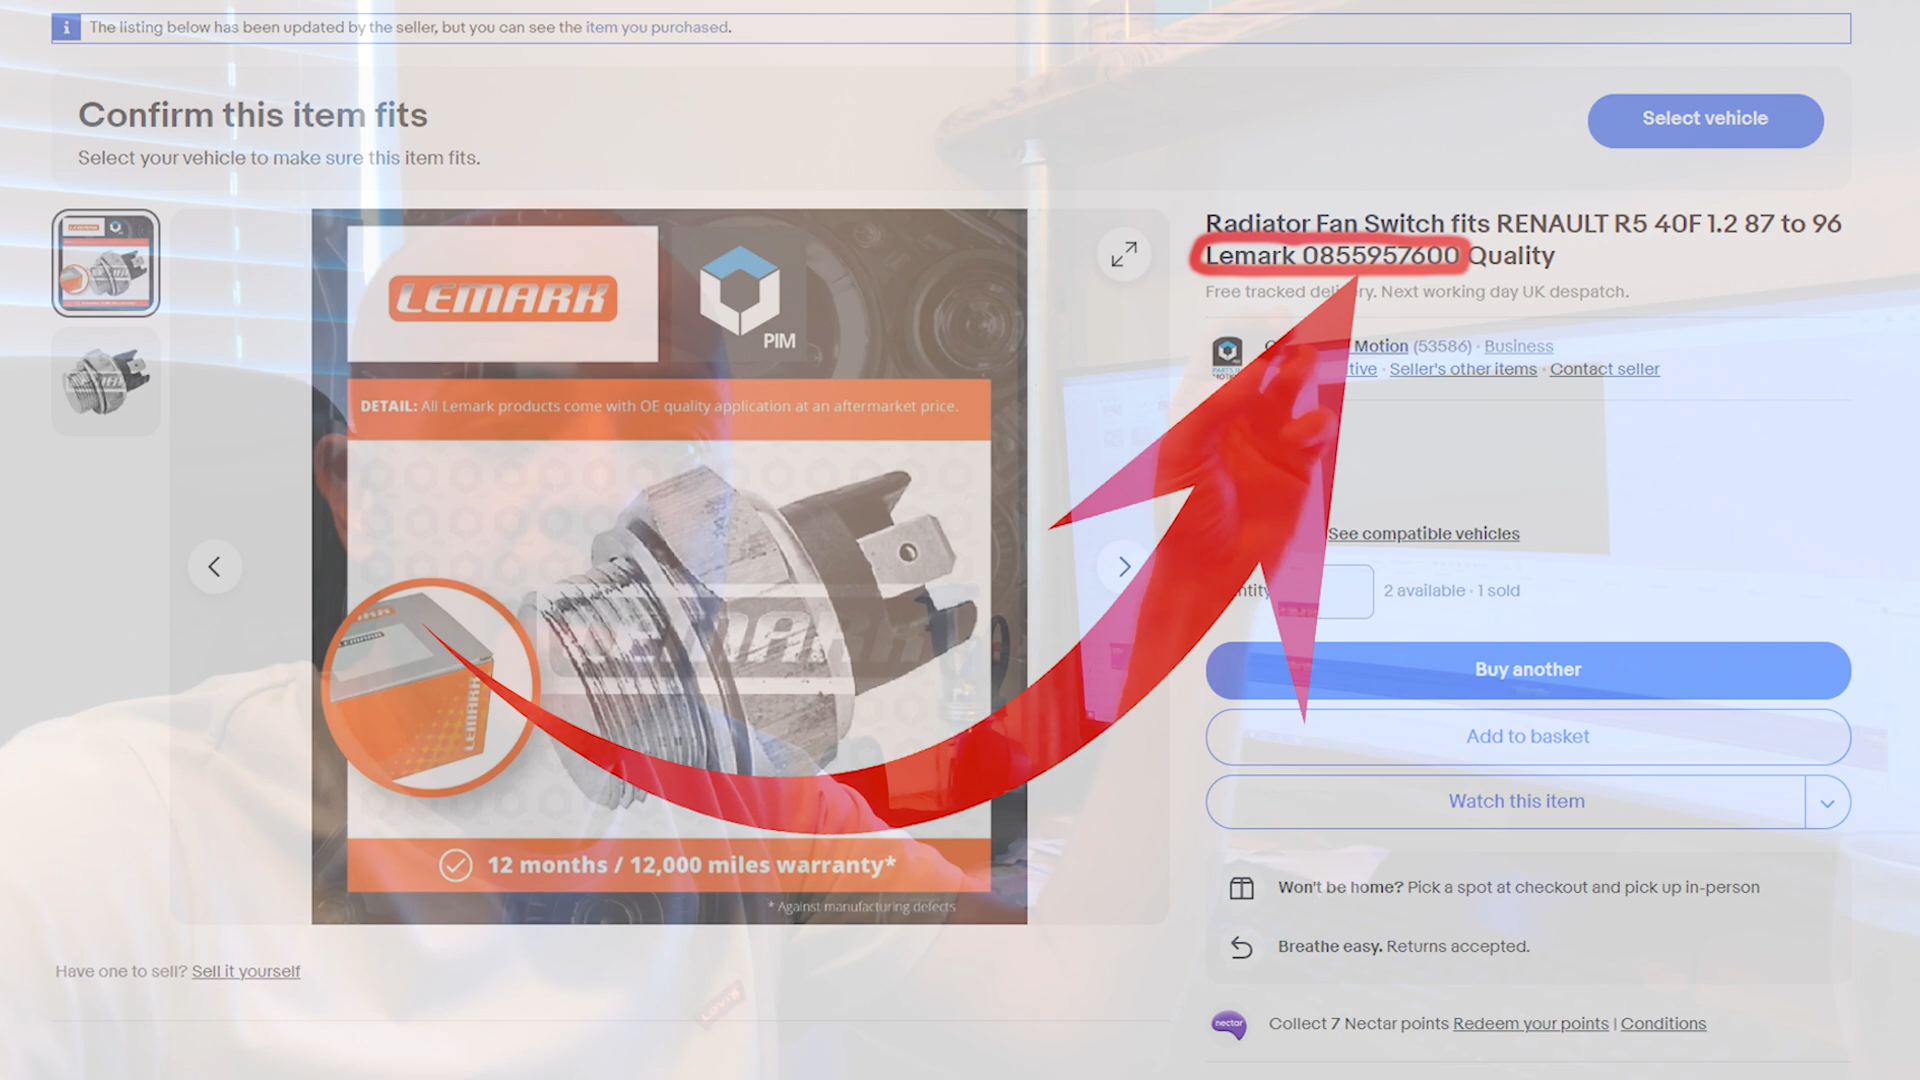 The listing below has been updated by the seller, but you can see the item you purchased.
Confirm this item fits
Select your vehicle to make sure this item fits.
Select vehicle
LEMARK
PIM
DETAIL: All Lemark products come with OE quality application at an aftermarket price.
LEMARK
LEMARK
LEMARK
12 months / 12,000 miles warranty*
* Against manufacturing defects
Have one to sell? Sell it yourself
Levi's
Radiator Fan Switch fits RENAULT R5 40F 1.2 87 to 96
Lemark 0855957600 Quality
Free tracked delivery. Next working day UK despatch.
Motion (53586) · Business
Seller's other items · Contact seller
See compatible vehicles
2 available · 1 sold
Buy another
Add to basket
Watch this item
Won't be home? Pick a spot at checkout and pick up in-person
Breathe easy. Returns accepted.
nectar
Collect 7 Nectar points Redeem your points | Conditions